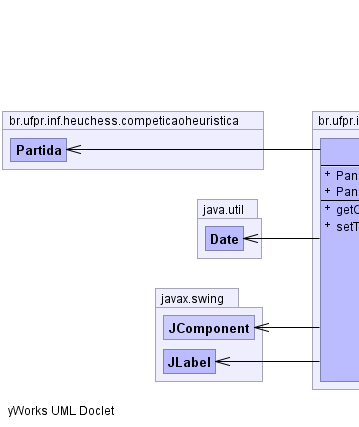 br.ufpr.inf.heuchess.competicaoheuristica
br.ufpr.i
Partida
+ Pan
+ Pan
java.util
+ getC
Date
+ setT
javax.swing
JComponent
JLabel
yWorks UML Doclet